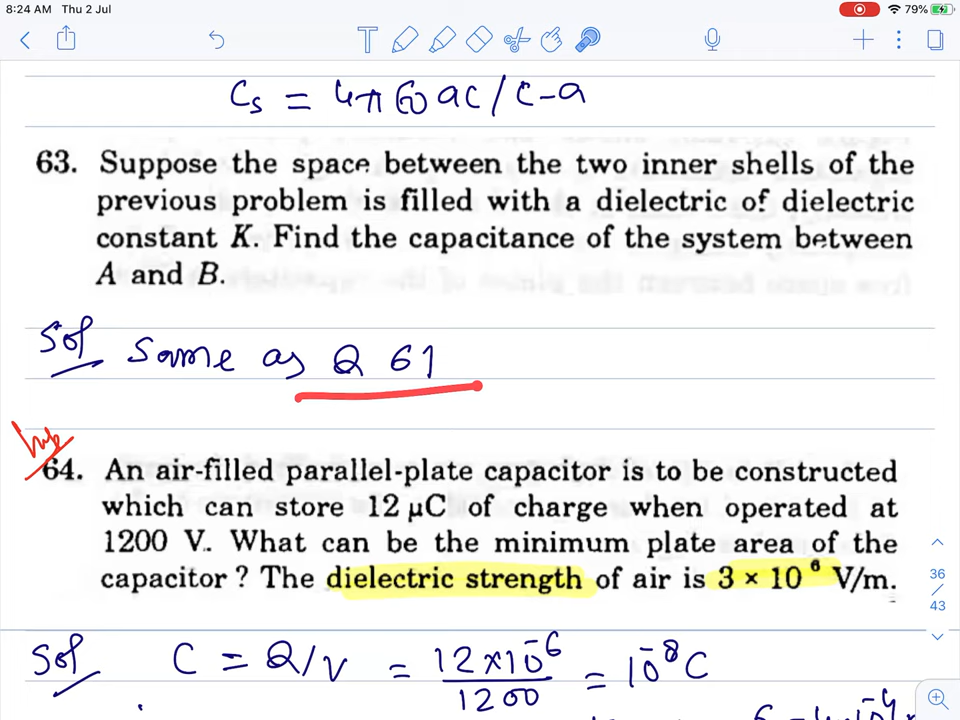 8:24 AM Thu 2 Jul
79%
Cs = 4π∈0 ac / c-a
63. Suppose the space between the two inner shells of the
previous problem is filled with a dielectric of dielectric
constant K. Find the capacitance of the system between
A and B.
Sol Same as Q 61
Imp
64. An air-filled parallel-plate capacitor is to be constructed
which can store 12 μC of charge when operated at
1200 V. What can be the minimum plate area of the
capacitor ? The dielectric strength of air is 3 × 10⁶ V/m.
36
/
43
Sol C = Q/V = 12×10⁻⁶/1200 = 10⁻⁸ C